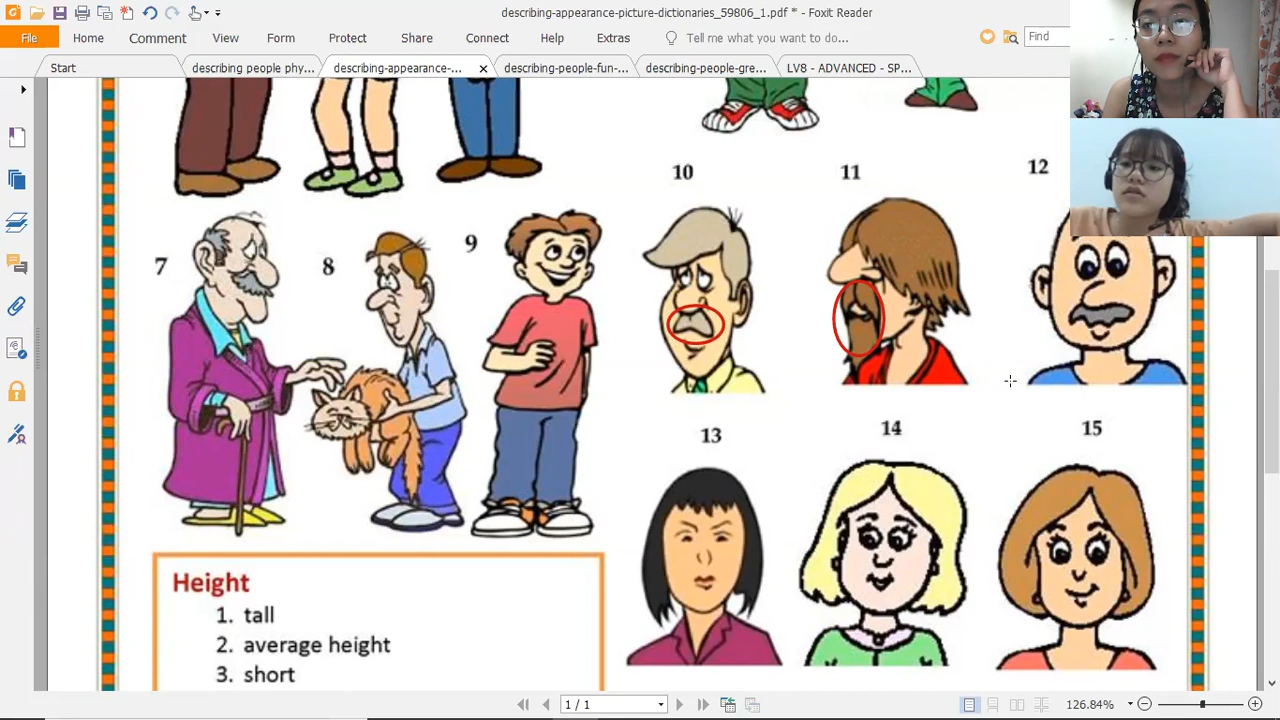 describing-appearance-picture-dictionaries_59606_1.pdf * - Foxit Reader
File Home Comment View Form Protect Share Connect Help Extras Tell me what you want to do... Find
Start describing people phy... describing-appearance-... describing-people-fun-... describing-people-gre... LV8 - ADVANCED - SP...
10 11 12
7 8 9
13 14 15
Height
1. tall
2. average height
3. short
1 / 1 126.84%